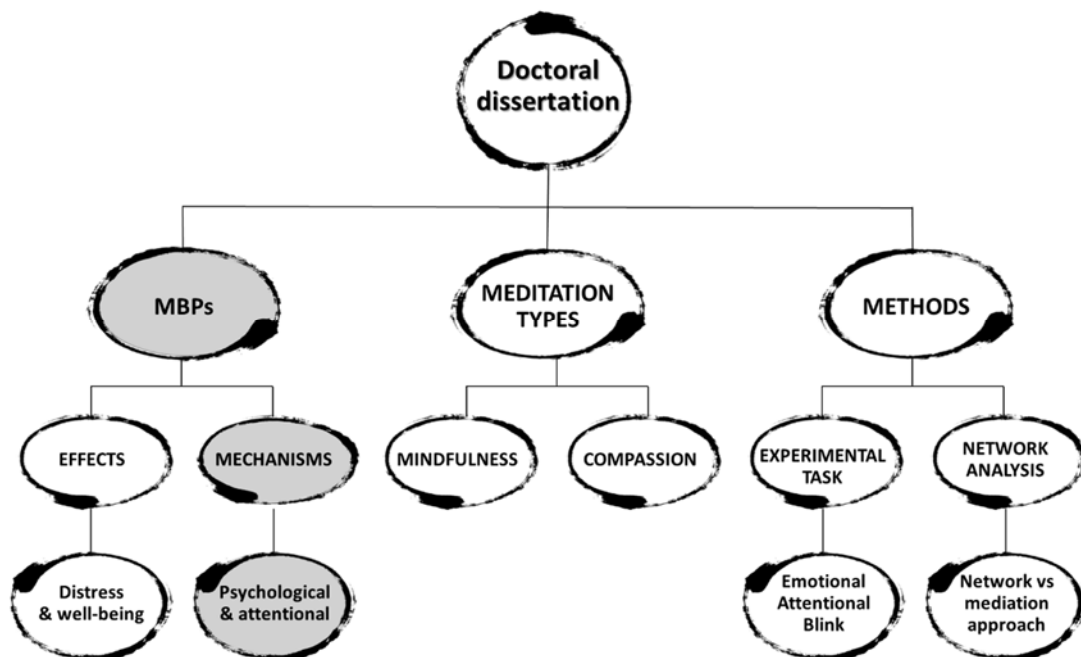 Doctoral
dissertation
MBPs
MEDITATION
TYPES
METHODS
EFFECTS
MECHANISMS
MINDFULNESS
COMPASSION
EXPERIMENTAL
TASK
NETWORK
ANALYSIS
Distress
& well-being
Psychological
& attentional
Emotional
Attentional
Blink
Network vs
mediation
approach